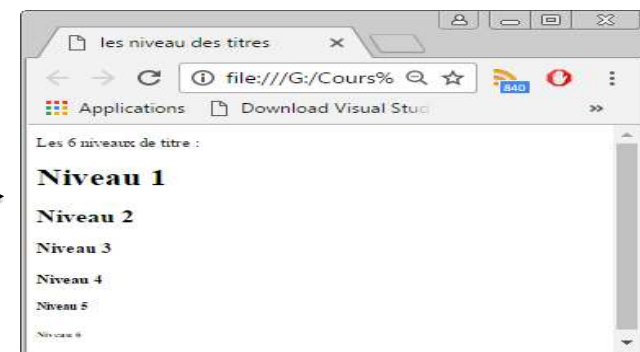 les niveau des titres
file:///G:/Cours%
840
Applications Download Visual Stud
Les 6 niveaux de titre :
Niveau 1
Niveau 2
Niveau 3
Niveau 4
Niveau 5
Niveau 6